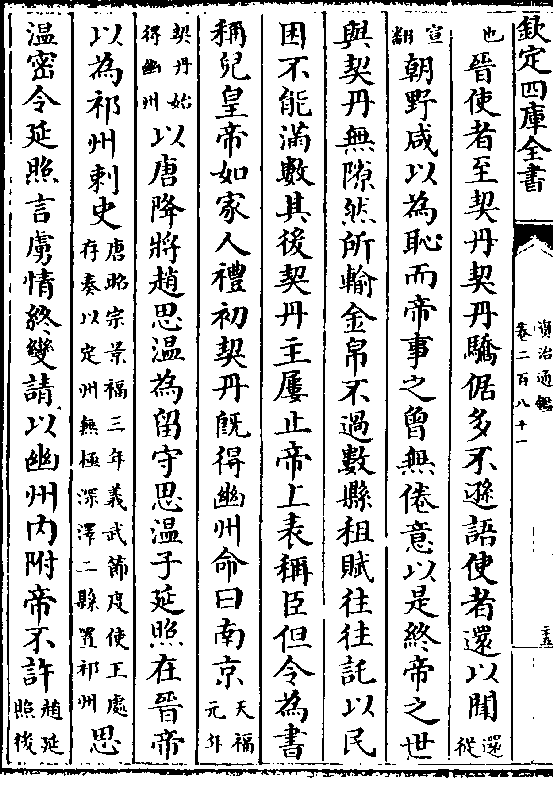 欽定四庫全書
資治通鑑
卷二百八十一
也晉使者至契丹契丹驕倨多不遜語使者還以聞還從
宣翻朝野咸以為恥而帝事之曾無倦意以是終帝之世
與契丹無隙然所輸金帛不過數縣租賦往往託以民
困不能滿數其後契丹主屢止帝上表稱臣但令為書
稱兒皇帝如家人禮初契丹既得幽州命曰南京天福元年
契丹始得幽州以唐降將趙思溫為留守思溫子延照在晉帝
以為祁州刺史唐昭宗景福三年義武節度使王處存奏以定州無極深澤二縣置祁州思
溫密令延照言虜情終變請以幽州內附帝不許趙延照後